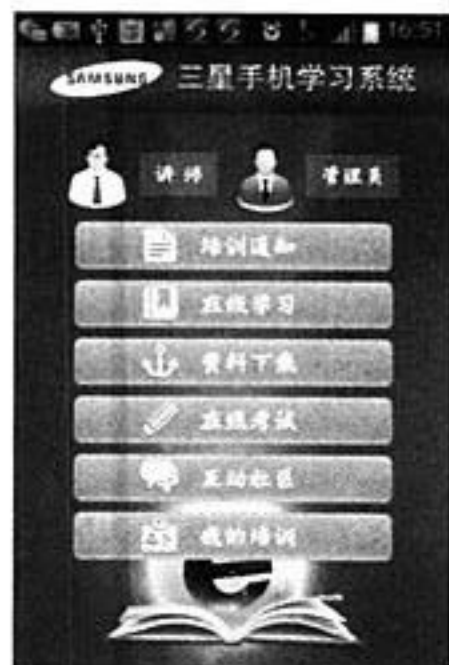 16:51
SAMSUNG 三星手机学习系统
讲师 管理员
培训通知
在线学习
资料下载
在线考试
互动社区
我的培训